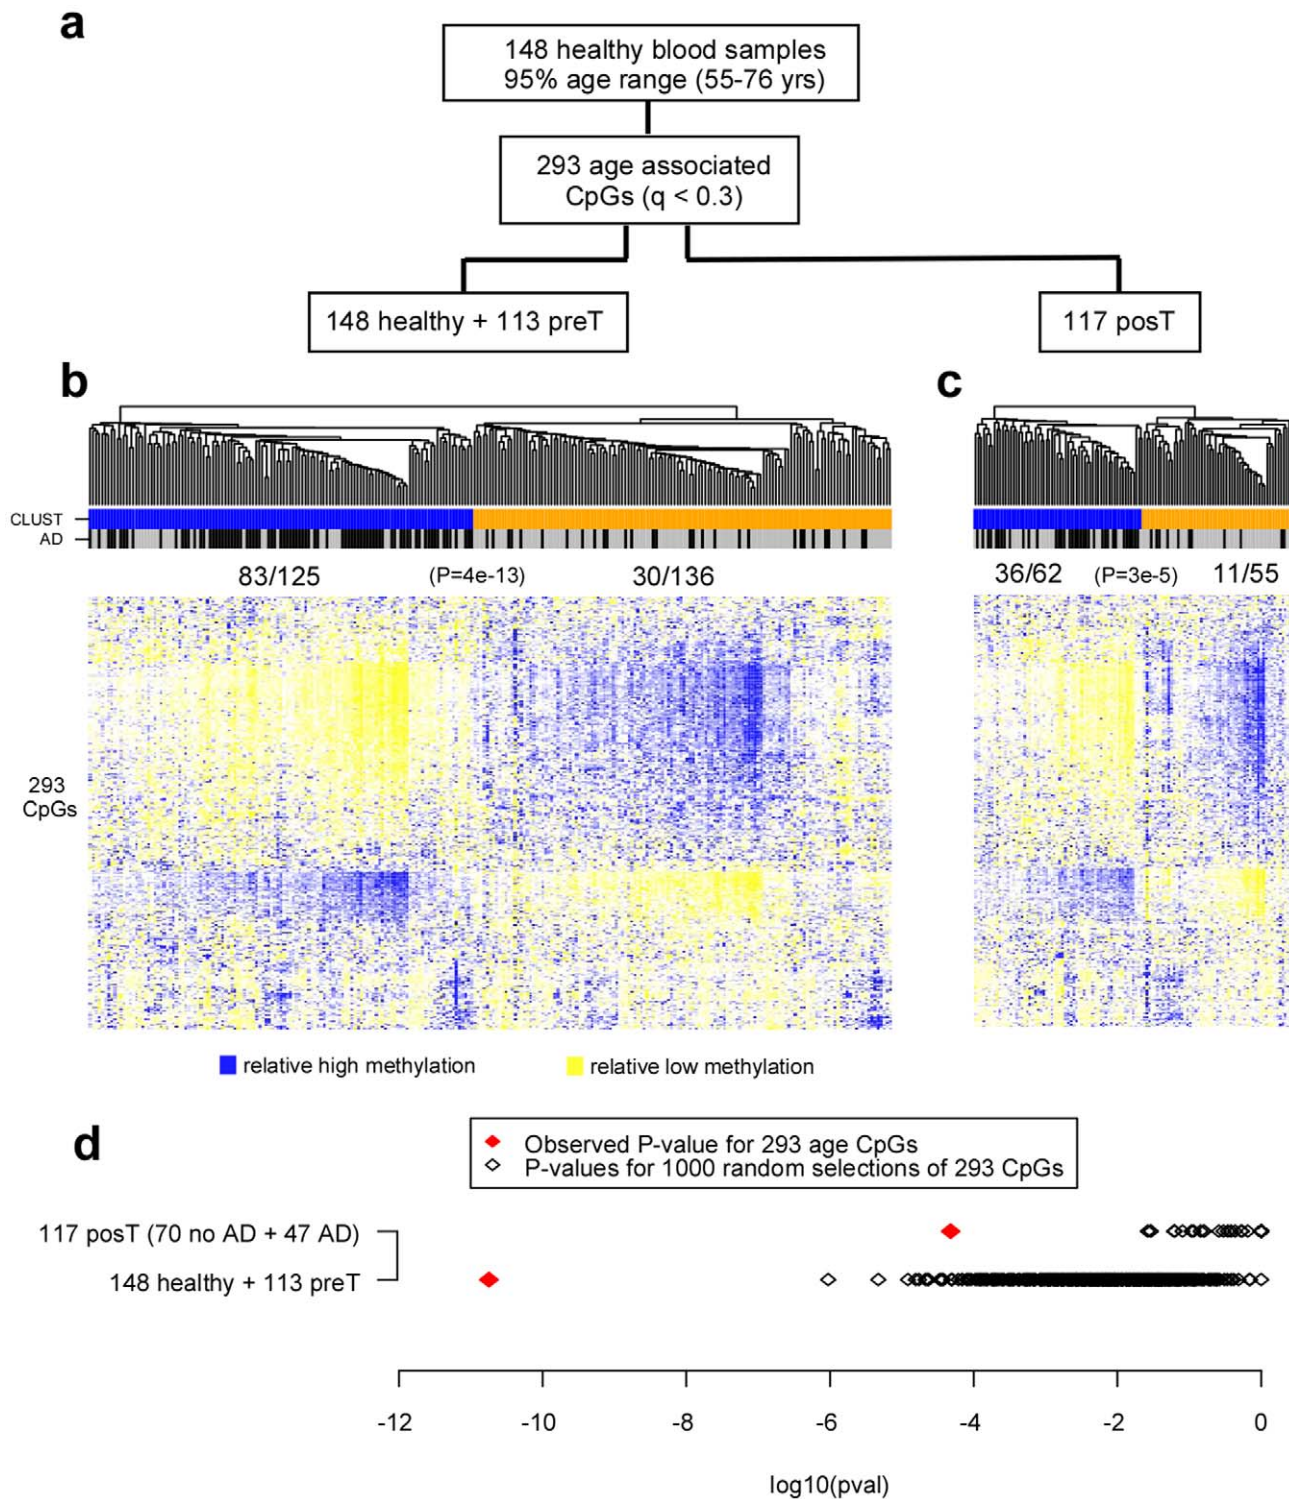 a
148 healthy blood samples
95% age range (55-76 yrs)
293 age associated
CpGs (q < 0.3)
148 healthy + 113 preT
117 posT
b
c
CLUST
AD
83/125
(P=4e-13)
30/136
36/62
(P=3e-5)
11/55
293
CpGs
relative high methylation
relative low methylation
d
Observed P-value for 293 age CpGs
P-values for 1000 random selections of 293 CpGs
117 posT (70 no AD + 47 AD)
148 healthy + 113 preT
-12
-10
-8
-6
-4
-2
0
log10(pval)